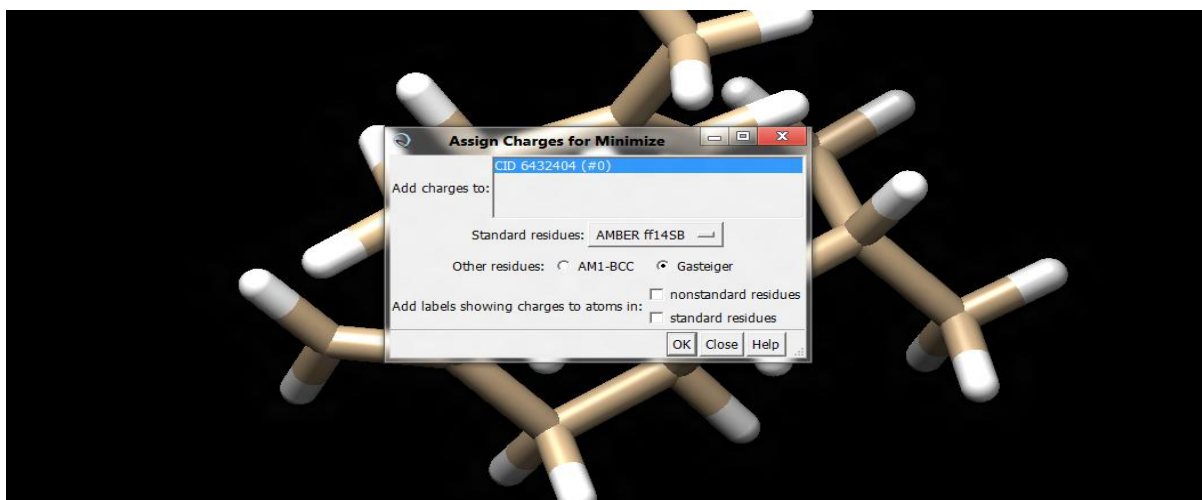 Assign Charges for Minimize
CID 6432404 (#0)
Add charges to:
Standard residues: AMBER ff14SB
Other residues: AM1-BCC Gasteiger
nonstandard residues
Add labels showing charges to atoms in:
standard residues
OK Close Help